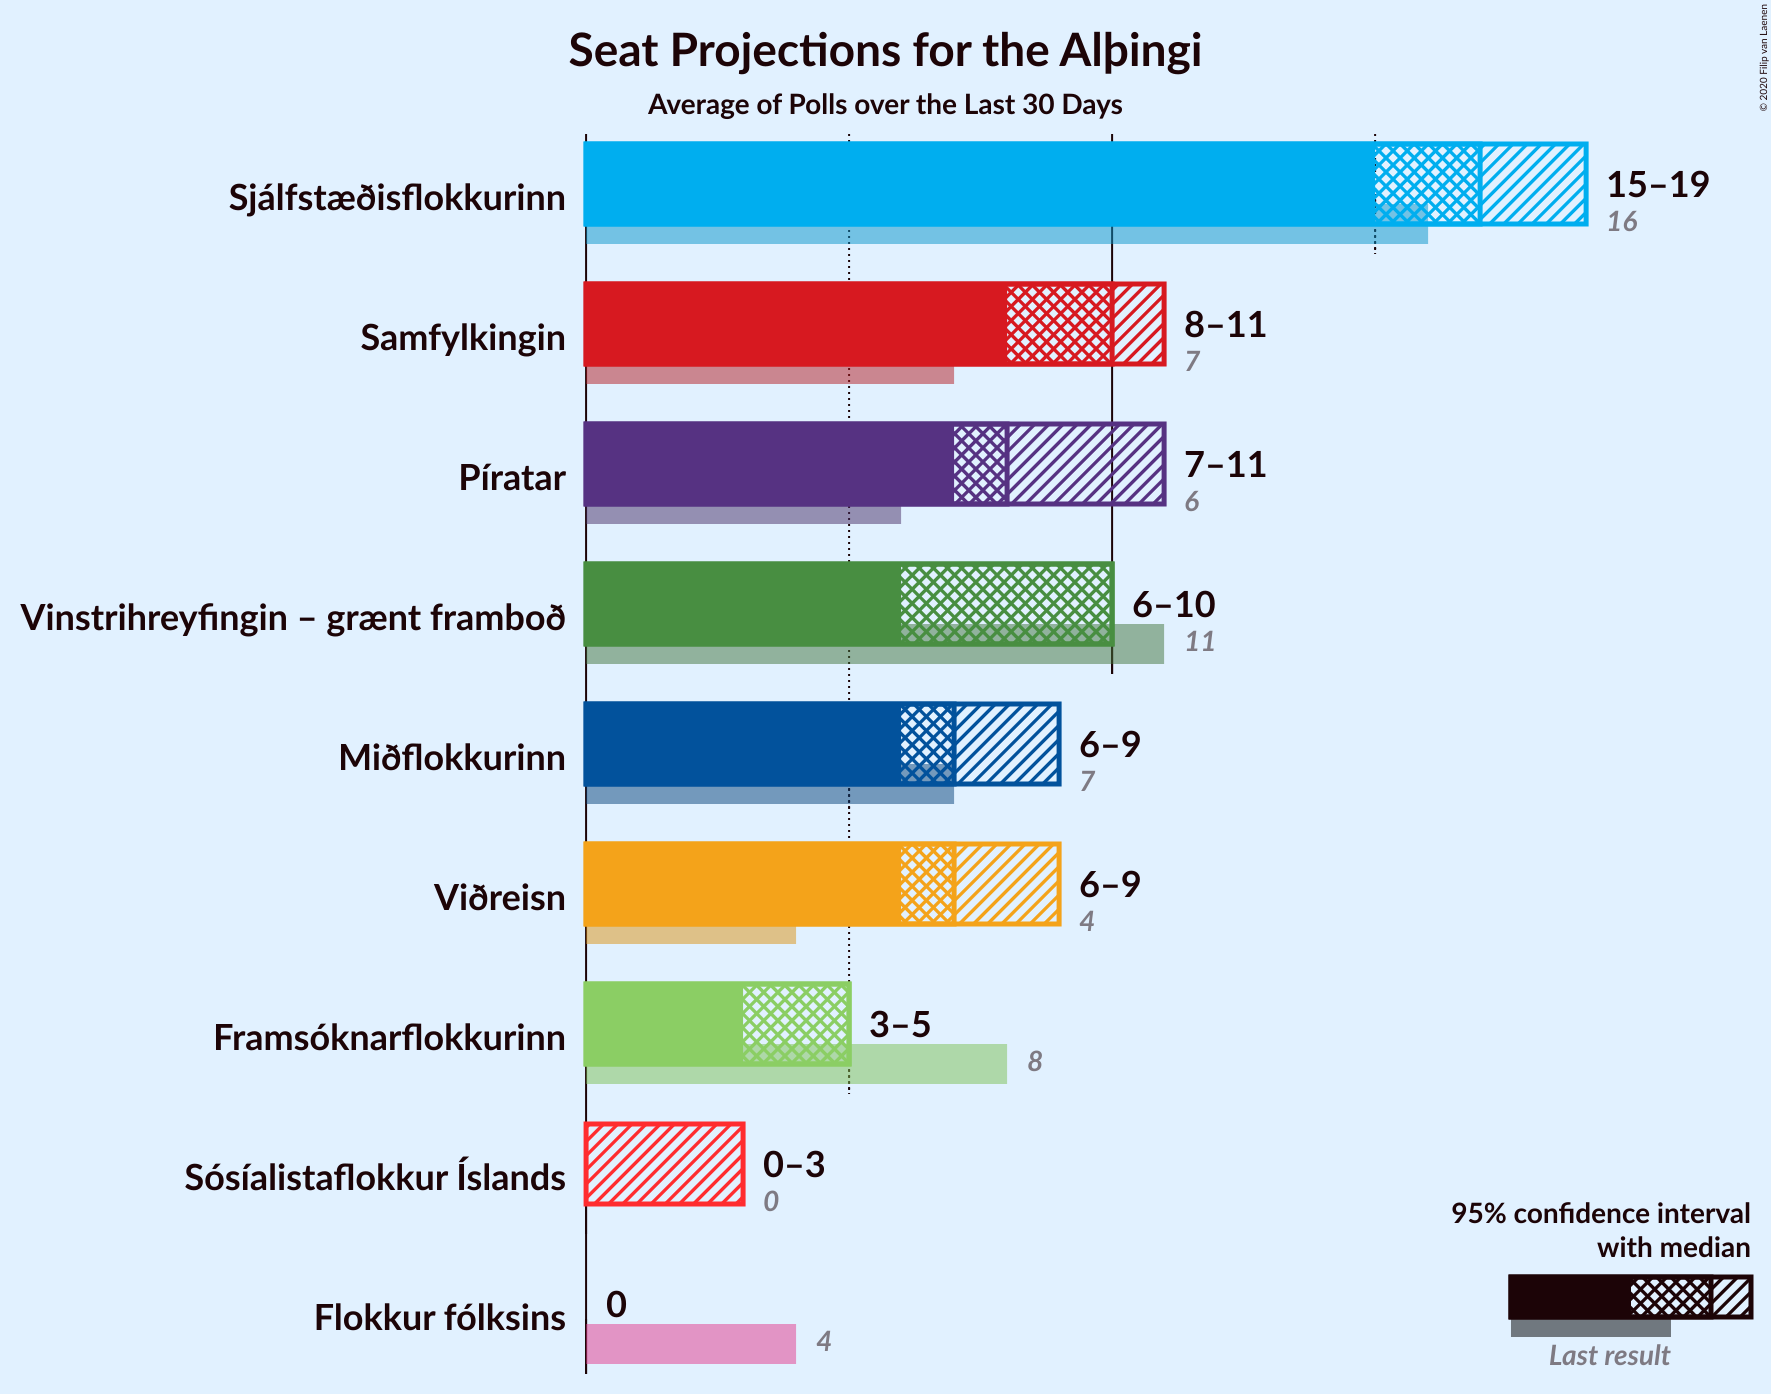 © 2020 Filip van Laenen
Seat Projections for the Alþingi
Average of Polls over the Last 30 Days
Sjálfstæðisflokkurinn
15–19
16
Samfylkingin
8–11
7
Píratar
7–11
6
Vinstrihreyfingin – grænt framboð
6–10
11
Miðflokkurinn
6–9
7
Viðreisn
6–9
4
Framsóknarflokkurinn
3–5
8
Sósíalistaflokkur Íslands
0–3
0
Flokkur fólksins
0
4
95% confidence interval
with median
Last result